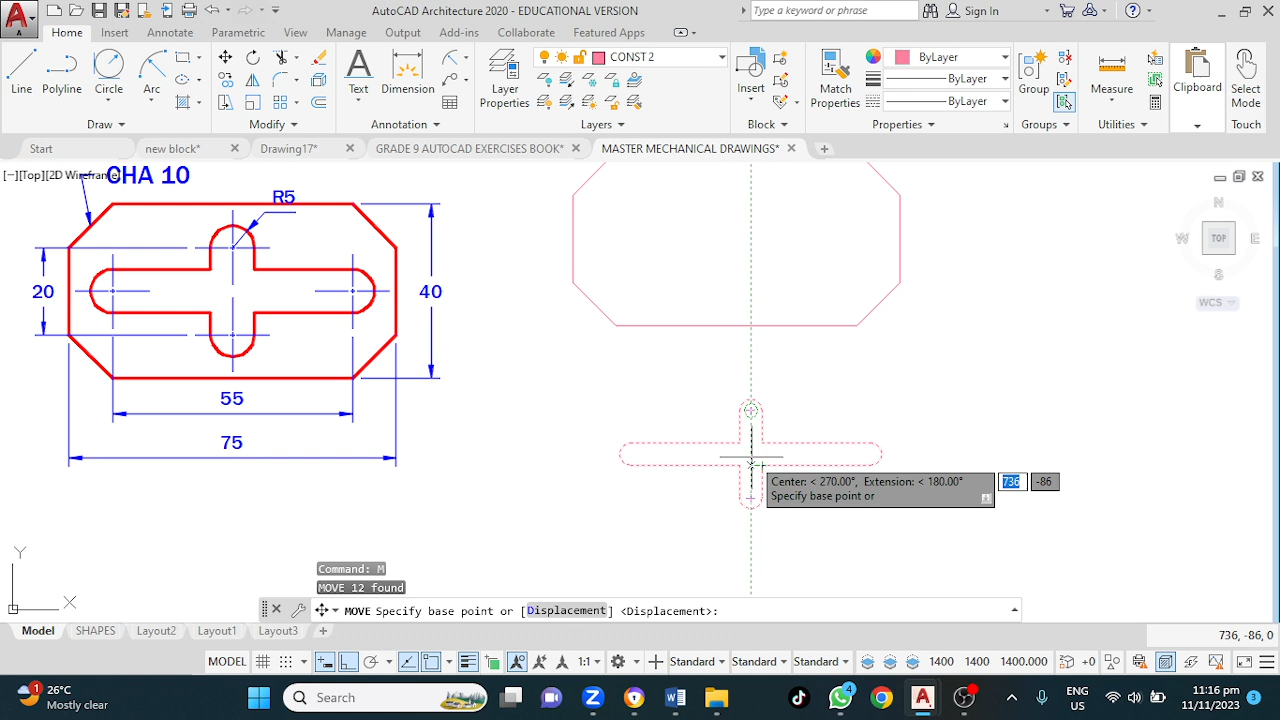 AutoCAD Architecture 2020 - EDUCATIONAL VERSION
Type a keyword or phrase
Sign In
Home Insert Annotate Parametric View Manage Output Add-ins Collaborate Featured Apps
Line Polyline Circle Arc
Text Dimension
Layer Properties
CONST 2
Insert
Match Properties
ByLayer
ByLayer
ByLayer
Group
Measure
Clipboard
Select Mode
Draw Modify Annotation Layers Block Properties Groups Utilities Touch
Start new block* Drawing17* GRADE 9 AUTOCAD EXERCISES BOOK* MASTER MECHANICAL DRAWINGS*
[−][Top][2D Wireframe]
CHA 10
R5
20
40
55
75
N
W TOP E
S
WCS
Center: < 270.00°, Extension: < 180.00°
Specify base point or
736 -86
Y
X
Command: M
MOVE 12 found
MOVE Specify base point or [Displacement] <Displacement>:
Model SHAPES Layout2 Layout1 Layout3
736, -86, 0
MODEL 1:1 Standard Standard Standard 1400 1400 1400.000 +0
1
26°C
Mostly clear
Search
4
ENG
US
11:16 pm
11/11/2023
3